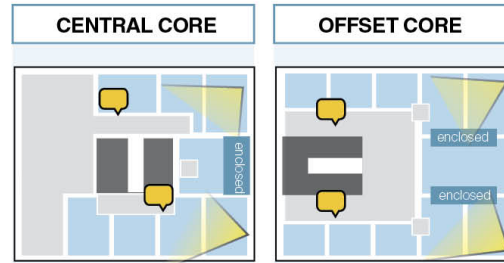 CENTRAL CORE
OFFSET CORE
enclosed
enclosed
enclosed